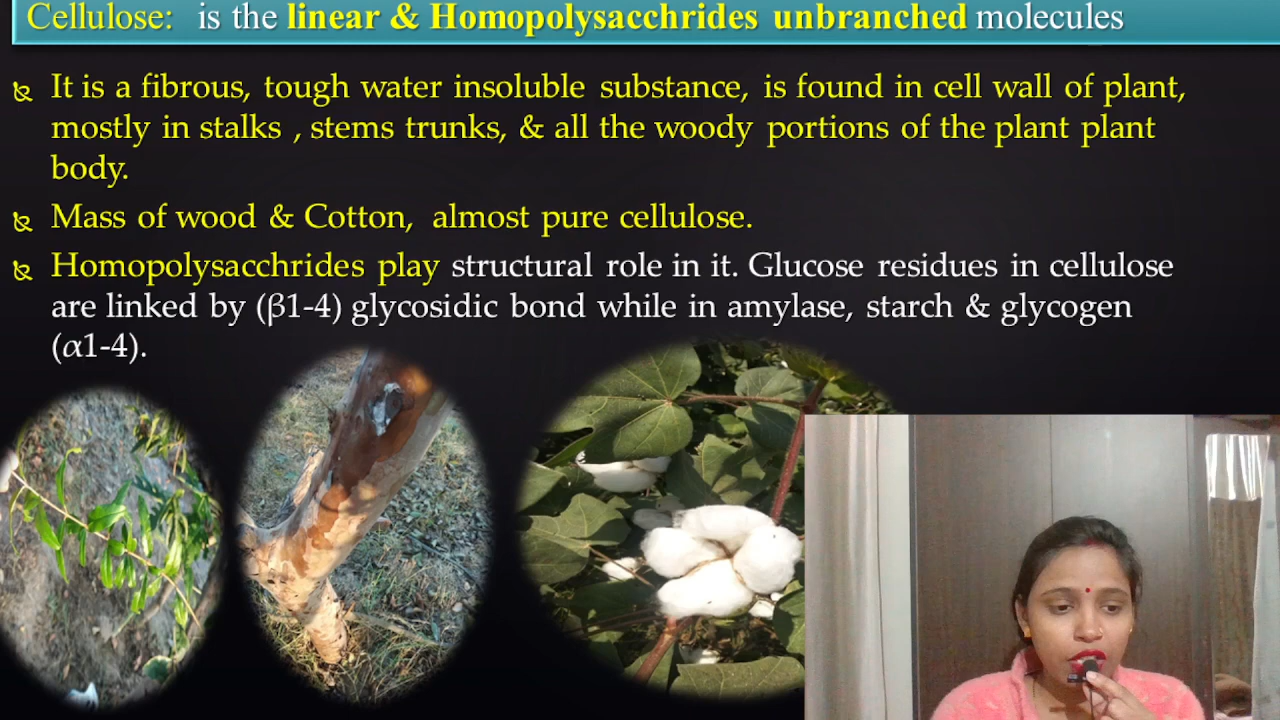 Cellulose: is the linear & Homopolysacchrides unbranched molecules
It is a fibrous, tough water insoluble substance, is found in cell wall of plant,
mostly in stalks , stems trunks, & all the woody portions of the plant plant
body.
Mass of wood & Cotton, almost pure cellulose.
Homopolysacchrides play structural role in it. Glucose residues in cellulose
are linked by (β1-4) glycosidic bond while in amylase, starch & glycogen
(α1-4).